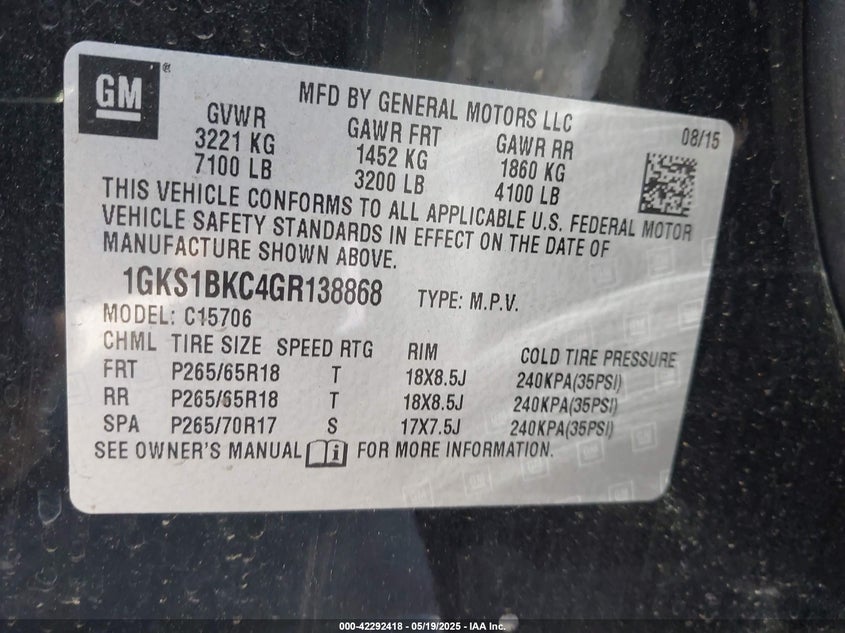 GM®
MFD BY GENERAL MOTORS LLC
08/15
GVWR GAWR FRT GAWR RR
3221 KG 1452 KG 1860 KG
7100 LB 3200 LB 4100 LB
THIS VEHICLE CONFORMS TO ALL APPLICABLE U.S. FEDERAL MOTOR
VEHICLE SAFETY STANDARDS IN EFFECT ON THE DATE OF
MANUFACTURE SHOWN ABOVE.
1GKS1BKC4GR138868 TYPE: M.P.V.
MODEL: C15706
CHML TIRE SIZE SPEED RTG RIM COLD TIRE PRESSURE
FRT P265/65R18 T 18X8.5J 240KPA(35PSI)
RR P265/65R18 T 18X8.5J 240KPA(35PSI)
SPA P265/70R17 S 17X7.5J 240KPA(35PSI)
SEE OWNER'S MANUAL i FOR MORE INFORMATION.
000-42292418 - 05/19/2025 - IAA Inc.